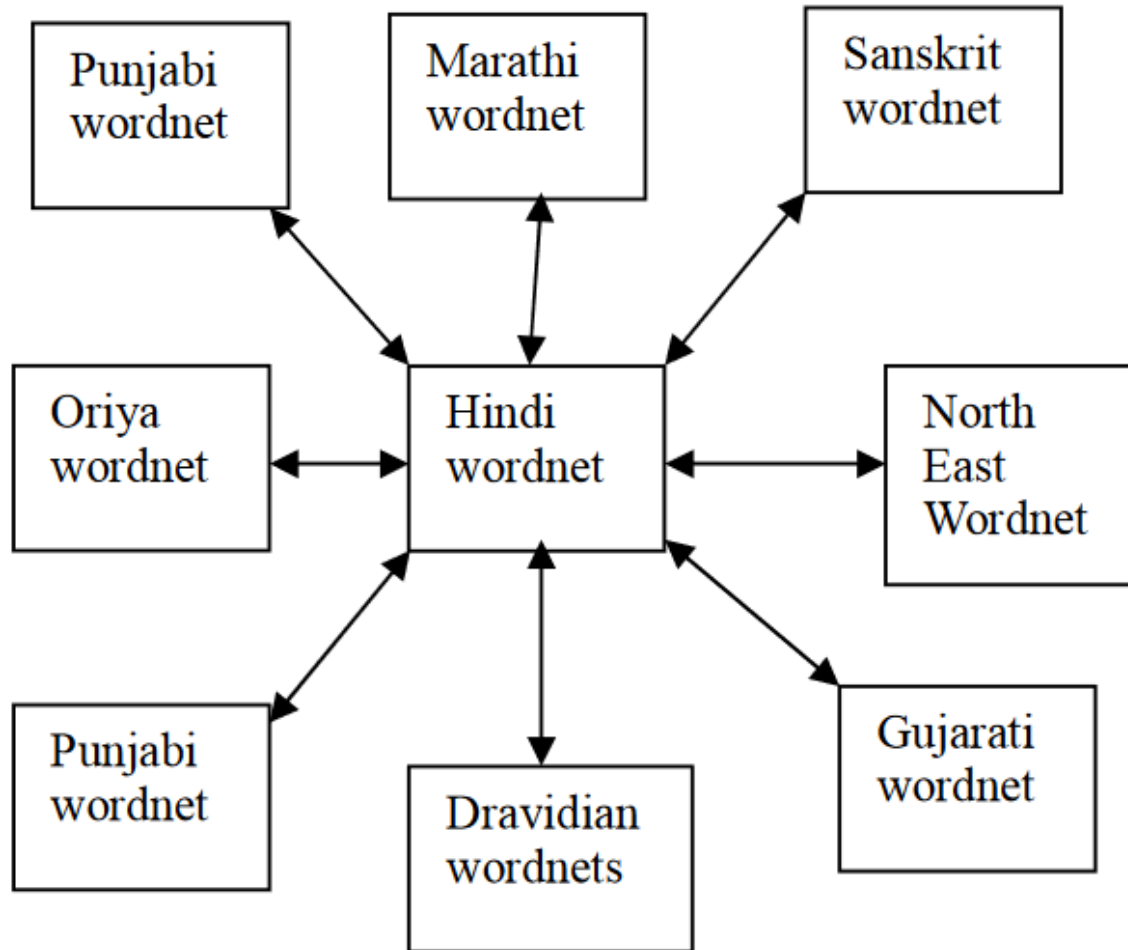 Punjabi
wordnet
Marathi
wordnet
Sanskrit
wordnet
Oriya
wordnet
Hindi
wordnet
North
East
Wordnet
Punjabi
wordnet
Dravidian
wordnets
Gujarati
wordnet